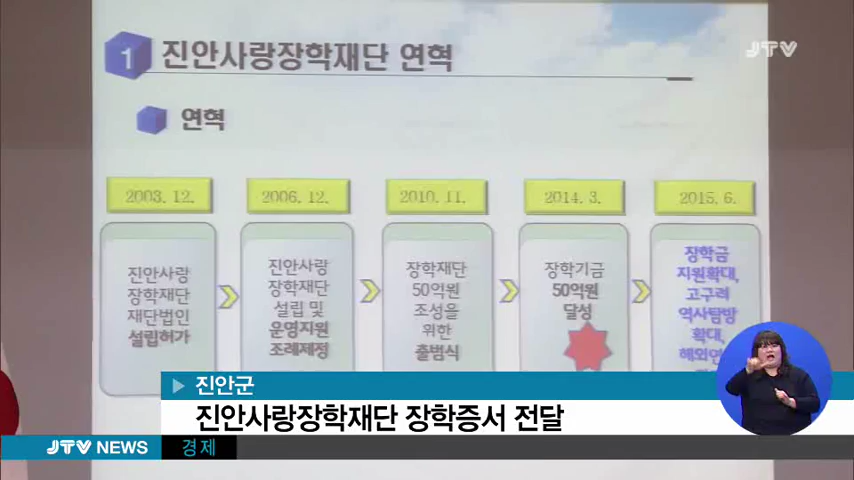 1 진안사랑장학재단 연혁
JTV
연혁
2003. 12.
2006. 12.
2010. 11.
2014. 3.
2015. 6.
진안사랑
장학재단
재단법인
설립허가
진안사랑
장학재단
설립 및
운영지원
조례제정
장학재단
50억원
조성을
위한
출범식
장학기금
50억원
달성
장학금
지원확대,
고구려
역사탐방
확대,
진안군
진안사랑장학재단 장학증서 전달
JTV NEWS
경제